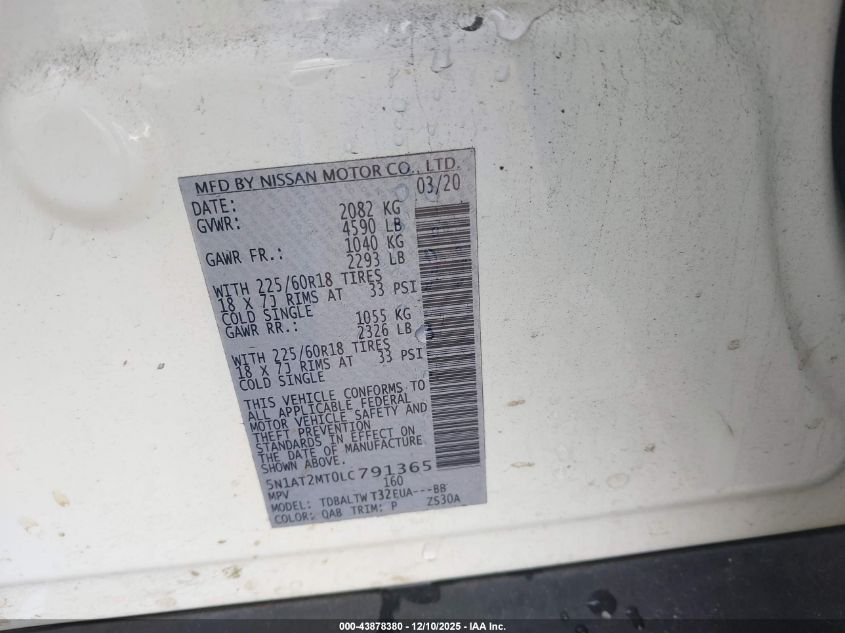 MFD BY NISSAN MOTOR CO., LTD.
DATE: 03/20
GVWR: 2082 KG
4590 LB
GAWR FR.: 1040 KG
2293 LB
WITH 225/60R18 TIRES
18 X 7J RIMS AT 33 PSI
COLD SINGLE
GAWR RR.: 1055 KG
2326 LB
WITH 225/60R18 TIRES
18 X 7J RIMS AT 33 PSI
COLD SINGLE
THIS VEHICLE CONFORMS TO
ALL APPLICABLE FEDERAL
MOTOR VEHICLE SAFETY AND
THEFT PREVENTION
STANDARDS IN EFFECT ON
THE DATE OF MANUFACTURE
SHOWN ABOVE.
5N1AT2MT0LC791365
MPV 160
MODEL: TDBALTW T32EUA---BB
COLOR: QAB TRIM: P ZS30A
000-43878380 - 12/10/2025 - IAA Inc.